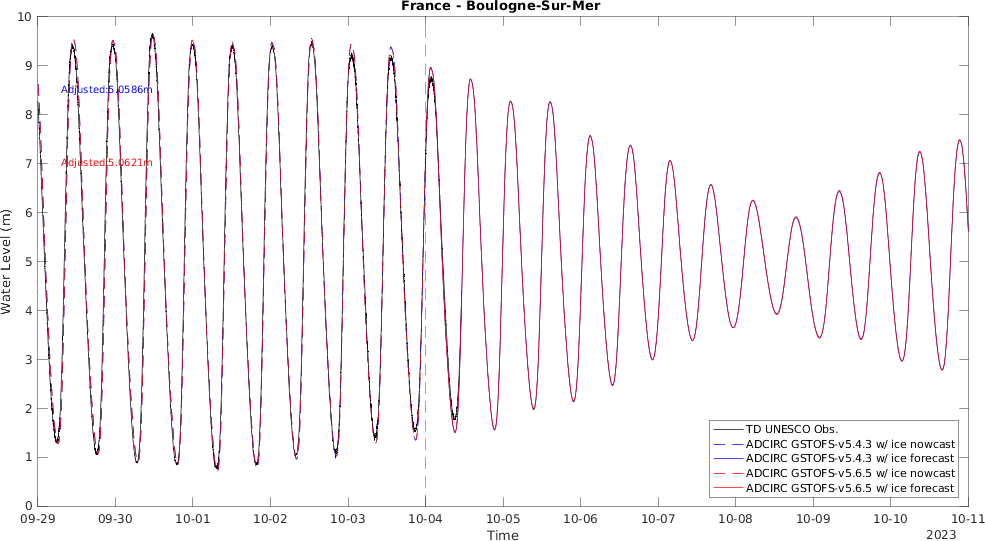 France - Boulogne-Sur-Mer
10
9
8
7
6
5
4
3
2
1
0
Water Level (m)
Adjusted:5.0586m
Adjusted:5.0621m
TD UNESCO Obs.
ADCIRC GSTOFS-v5.4.3 w/ ice nowcast
ADCIRC GSTOFS-v5.4.3 w/ ice forecast
ADCIRC GSTOFS-v5.6.5 w/ ice nowcast
ADCIRC GSTOFS-v5.6.5 w/ ice forecast
09-29 09-30 10-01 10-02 10-03 10-04 10-05 10-06 10-07 10-08 10-09 10-10 10-11
Time
2023